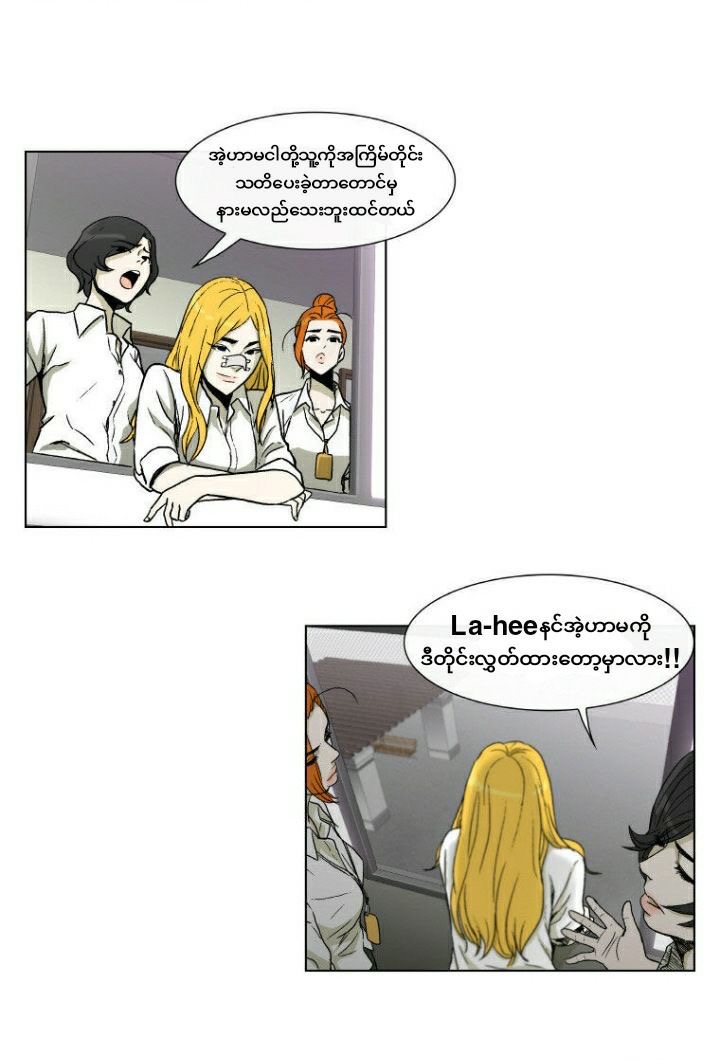 အဲ့ဟာမငါတို့သူ့ကိုအကြိမ်တိုင်း
သတိပေးခဲ့တာတောင်မှ
နားမလည်သေးဘူးထင်တယ်
La-heeနင်အဲ့ဟာမကို
ဒီတိုင်းလွှတ်ထားတော့မှာလား!!